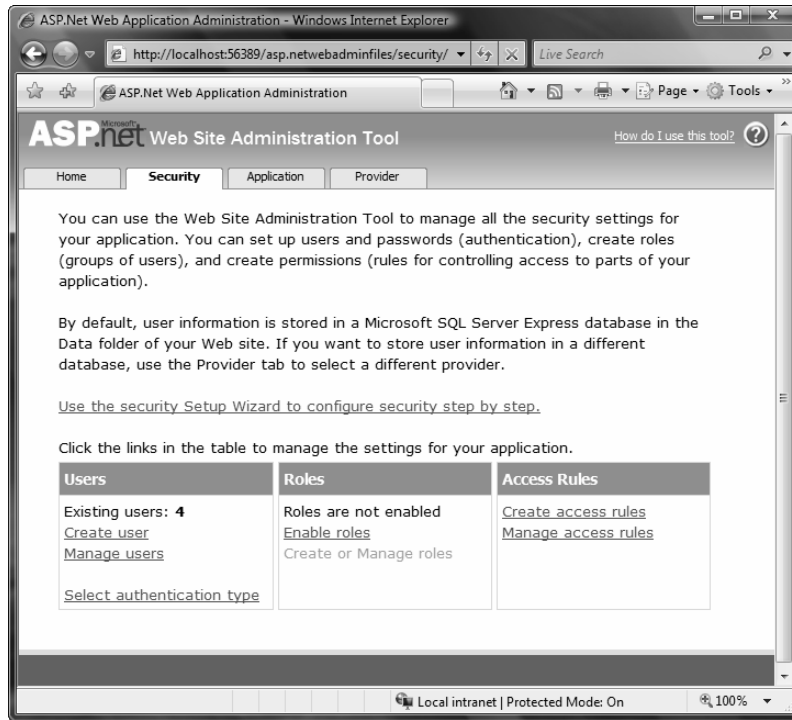 ASP.Net Web Application Administration - Windows Internet Explorer
http://localhost:56389/asp.netwebadminfiles/security/
Live Search
ASP.Net Web Application Administration
Page
Tools
Microsoft
ASP.net Web Site Administration Tool
How do I use this tool? ?
Home Security Application Provider
You can use the Web Site Administration Tool to manage all the security settings for
your application. You can set up users and passwords (authentication), create roles
(groups of users), and create permissions (rules for controlling access to parts of your
application).
By default, user information is stored in a Microsoft SQL Server Express database in the
Data folder of your Web site. If you want to store user information in a different
database, use the Provider tab to select a different provider.
Use the security Setup Wizard to configure security step by step.
Click the links in the table to manage the settings for your application.
Users
Existing users: 4
Create user
Manage users
Select authentication type
Roles
Roles are not enabled
Enable roles
Create or Manage roles
Access Rules
Create access rules
Manage access rules
Local intranet | Protected Mode: On
100%